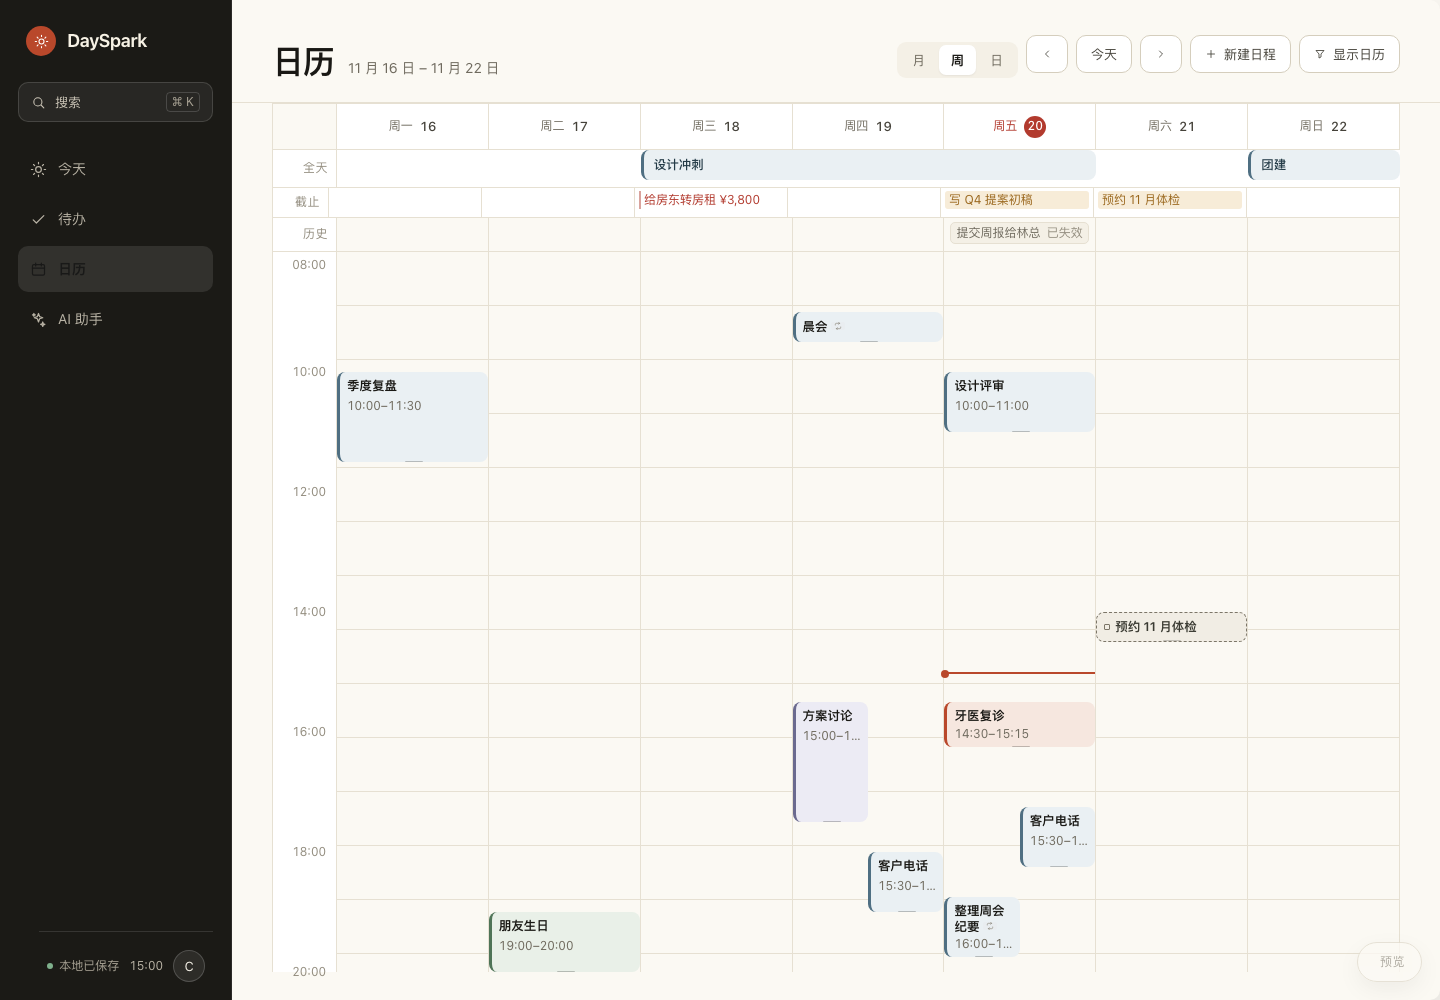 DaySpark
搜索
⌘ K
今天
待办
日历
AI 助手
本地已保存 15:00
C
日历
11 月 16 日 – 11 月 22 日
月 周 日
今天
新建日程
显示日历
周一 16
周二 17
周三 18
周四 19
周五 20
周六 21
周日 22
全天
设计冲刺
团建
截止
给房东转房租 ¥3,800
写 Q4 提案初稿
预约 11 月体检
历史
提交周报给林总 已失效
08:00
10:00
12:00
14:00
16:00
18:00
20:00
季度复盘
10:00–11:30
朋友生日
19:00–20:00
晨会
方案讨论
15:00–1...
客户电话
15:30–1...
设计评审
10:00–11:00
牙医复诊
14:30–15:15
客户电话
15:30–1...
整理周会
纪要
16:00–1...
预约 11 月体检
预览